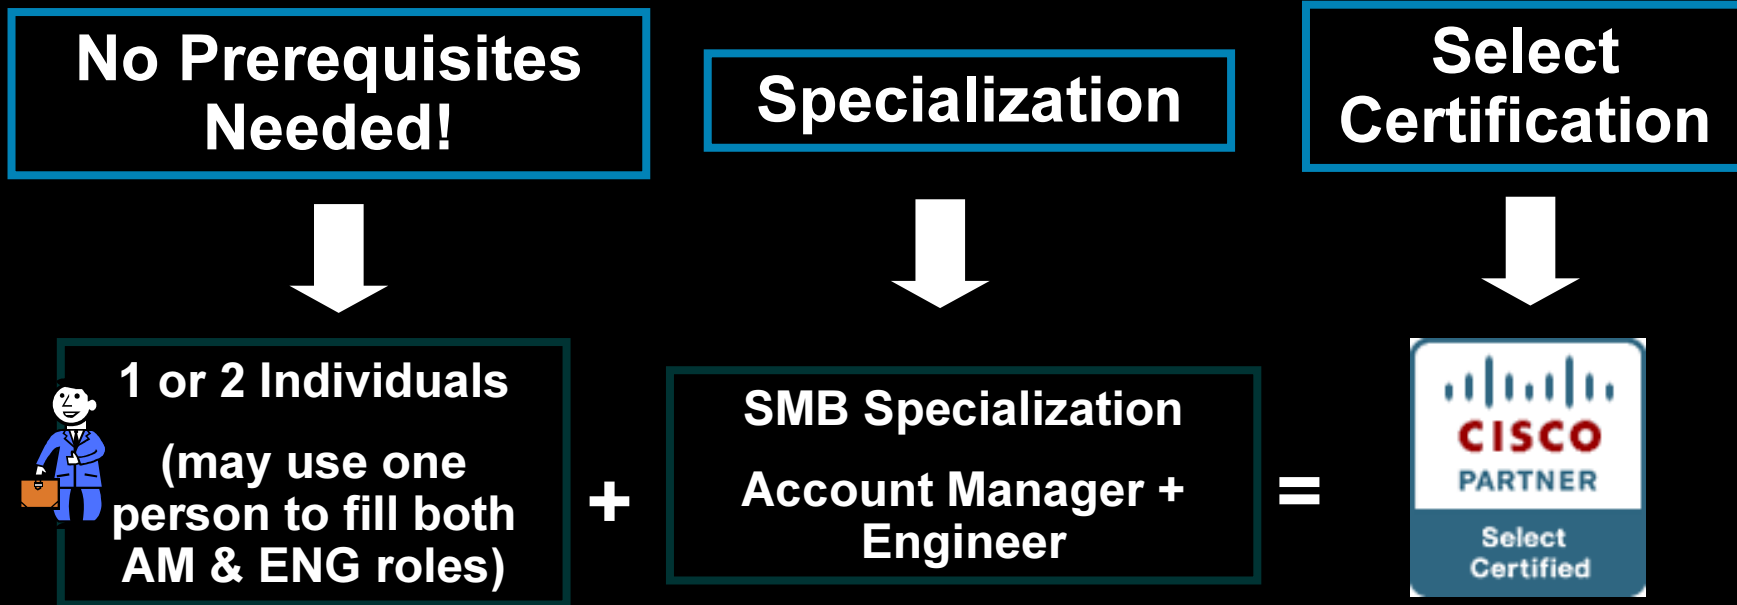 No Prerequisites
Needed!
Specialization
Select
Certification
1 or 2 Individuals
(may use one
person to fill both
AM & ENG roles)
+
SMB Specialization
Account Manager +
Engineer
=
CISCO
PARTNER
Select
Certified